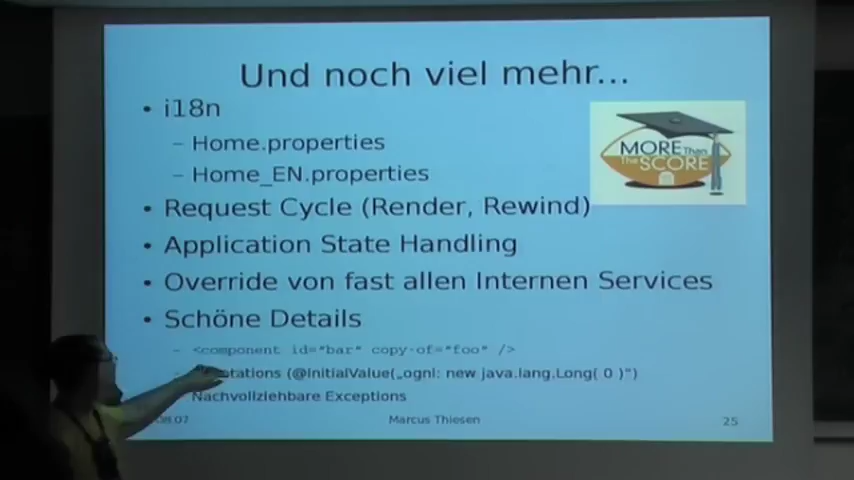 Und noch viel mehr...
• i18n
– Home.properties
– Home_EN.properties
MORE Than
The SCORE
• Request Cycle (Render, Rewind)
• Application State Handling
• Override von fast allen Internen Services
• Schöne Details
– <component id="bar" copy-of="foo" />
(@InitialValue(„ognl: new java.lang.Long( 0 )")
Nachvollziehbare Exceptions
Marcus Thiesen
25